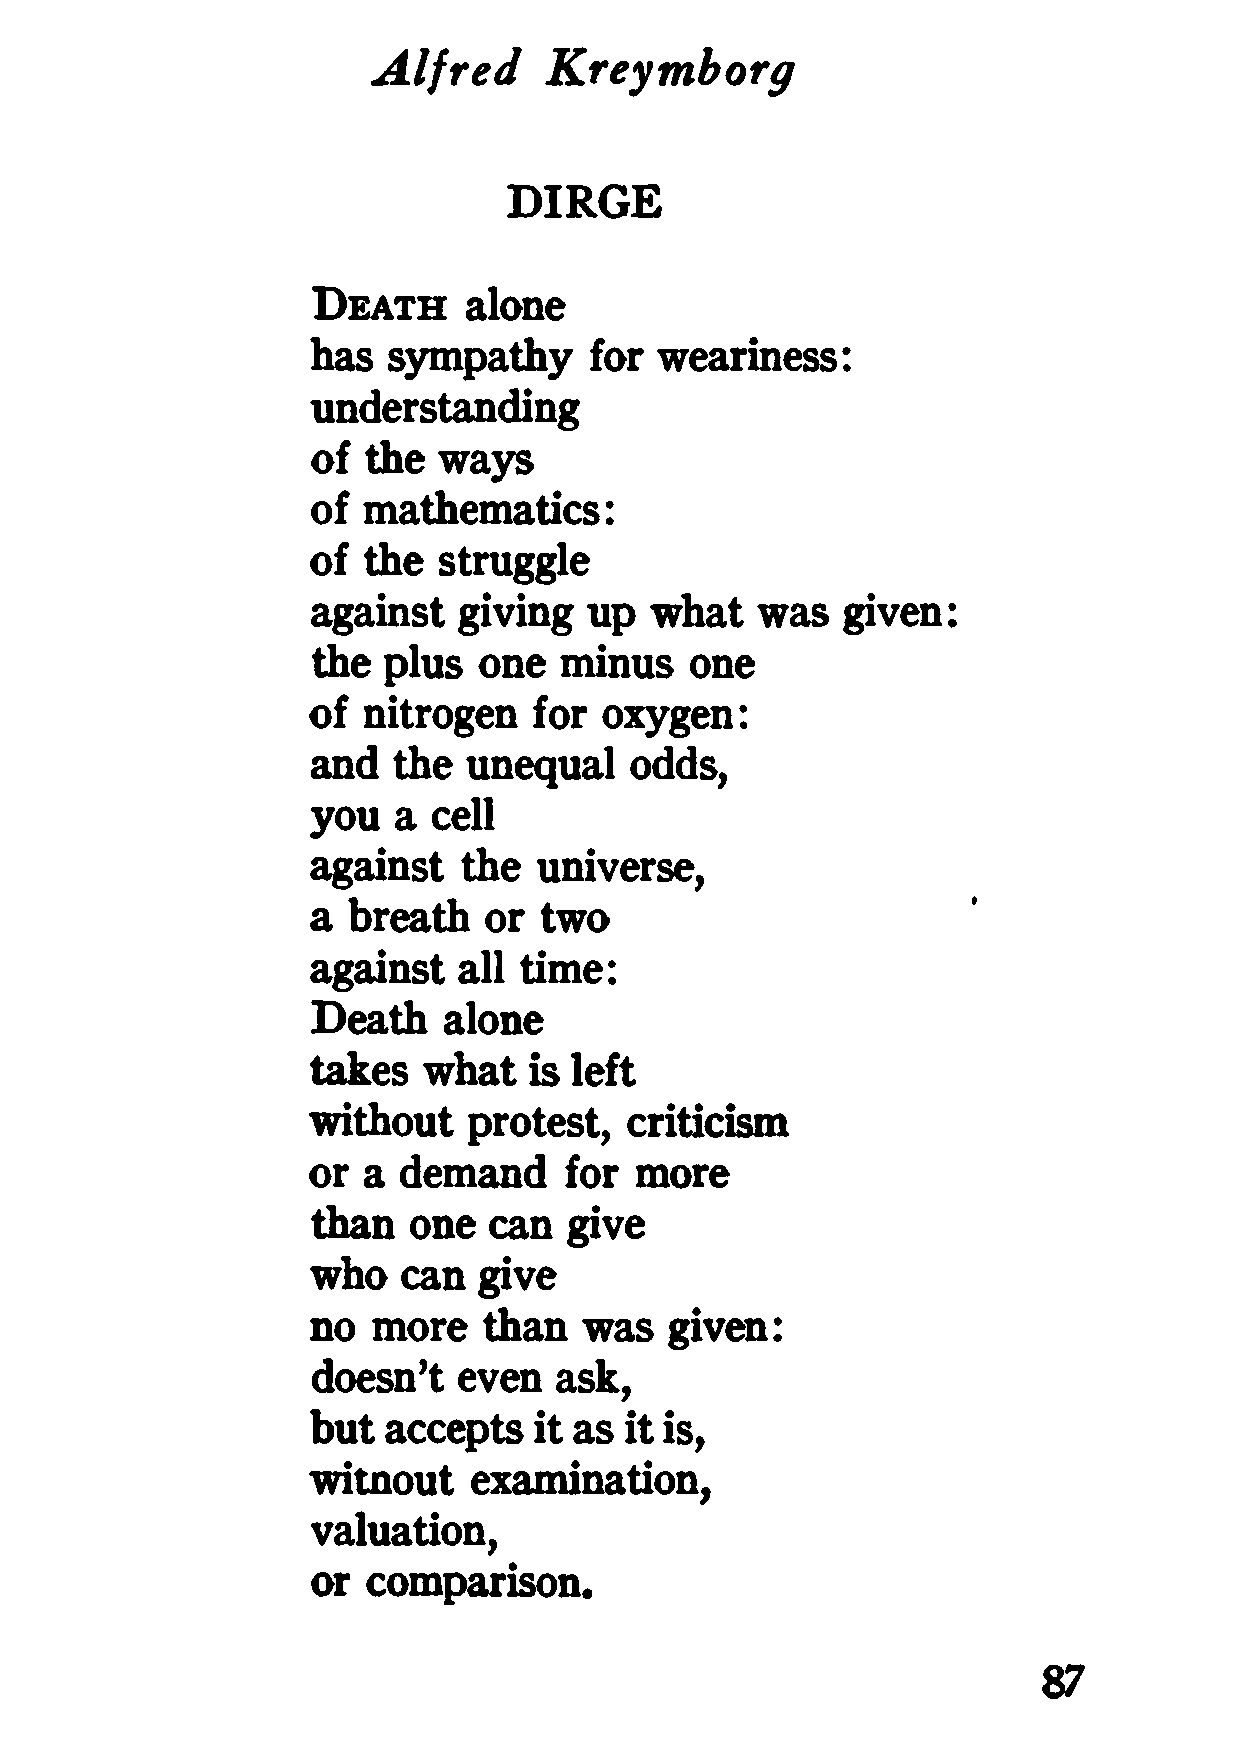 Alfred Kreymborg
DIRGE
DEATH alone
has sympathy for weariness:
understanding
of the ways
of mathematics:
of the struggle
against giving up what was given:
the plus one minus one
of nitrogen for oxygen:
and the unequal odds,
you a cell
against the universe,
a breath or two
against all time:
Death alone
takes what is left
without protest, criticism
or a demand for more
than one can give
who can give
no more than was given:
doesn't even ask,
but accepts it as it is,
witnout examination,
valuation,
or comparison.
87